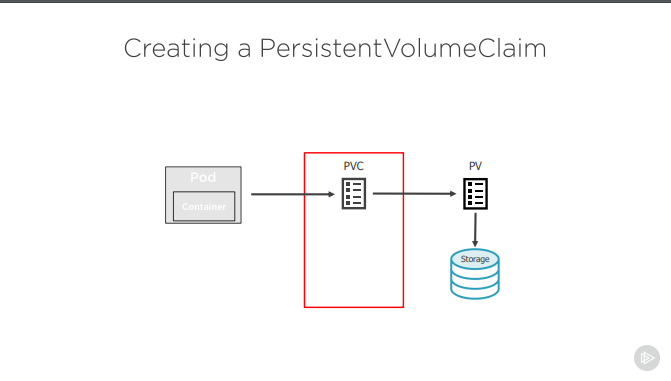 Creating a PersistentVolumeClaim
PVC
PV
Pod
Container
Storage